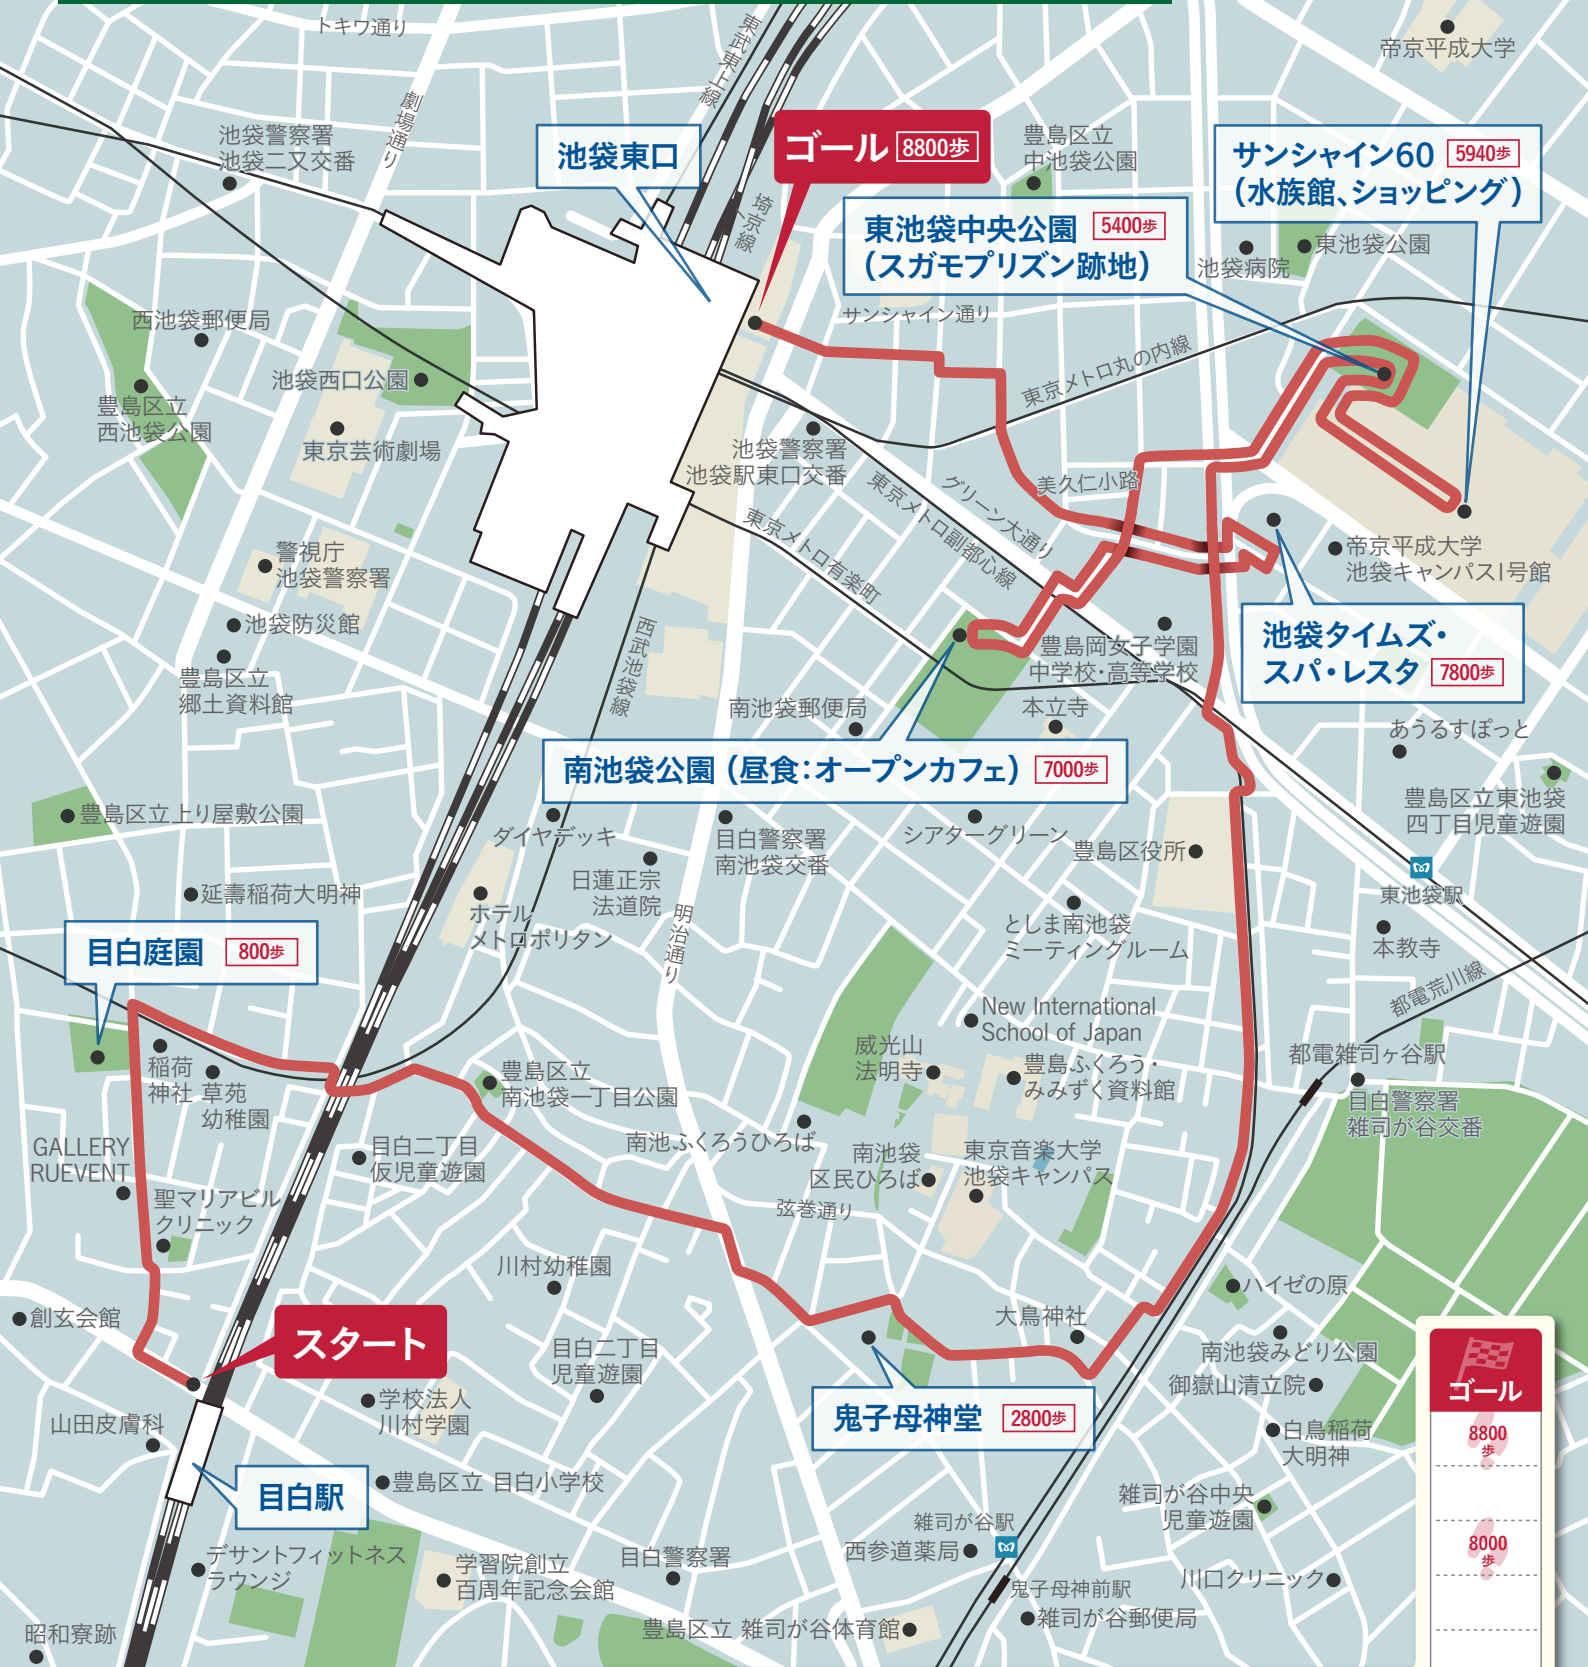 トキワ通り
東武東上線
帝京平成大学
劇場通り
池袋警察署
池袋二又交番
池袋東口
ゴール 8800歩
豊島区立
中池袋公園
サンシャイン60 5940歩
（水族館、ショッピング）
埼京線
東池袋中央公園 5400歩
（スガモプリズン跡地）
池袋病院
東池袋公園
西池袋郵便局
サンシャイン通り
東京メトロ丸の内線
池袋西口公園
豊島区立
西池袋公園
東京芸術劇場
池袋警察署
池袋駅東口交番
美久仁小路
グリーン大通り
東京メトロ副都心線
東京メトロ有楽町
警視庁
池袋警察署
帝京平成大学
池袋キャンパスⅠ号館
池袋防災館
西武池袋線
豊島区立
郷土資料館
豊島岡女子学園
中学校・高等学校
池袋タイムズ・
スパ・レスタ 7800歩
南池袋郵便局
本立寺
あうるすぽっと
南池袋公園（昼食：オープンカフェ） 7000歩
豊島区立上り屋敷公園
ダイヤデッキ
目白警察署
南池袋交番
シアターグリーン
豊島区役所
豊島区立東池袋
四丁目児童遊園
日蓮正宗
法道院
延壽稲荷大明神
東池袋駅
ホテル
メトロポリタン
明治通り
としま南池袋
ミーティングルーム
本教寺
目白庭園 800歩
都電荒川線
New International
School of Japan
威光山
法明寺
豊島ふくろう・
みみずく資料館
都電雑司ヶ谷駅
稲荷
神社
草苑
幼稚園
豊島区立
南池袋一丁目公園
目白警察署
雑司が谷交番
GALLERY
RUEVENT
目白二丁目
仮児童遊園
南池ふくろうひろば
南池袋
区民ひろば
東京音楽大学
池袋キャンパス
聖マリアビル
クリニック
弦巻通り
川村幼稚園
ハイゼの原
創玄会館
スタート
大鳥神社
目白二丁目
児童遊園
南池袋みどり公園
御嶽山清立院
学校法人
川村学園
鬼子母神堂 2800歩
山田皮膚科
白鳥稲荷
大明神
目白駅
豊島区立 目白小学校
雑司が谷中央
児童遊園
雑司が谷駅
西参道薬局
デサントフィットネス
ラウンジ
学習院創立
百周年記念会館
目白警察署
鬼子母神前駅
川口クリニック
雑司が谷郵便局
豊島区立 雑司が谷体育館
昭和寮跡
ゴール
8800
歩
8000
歩